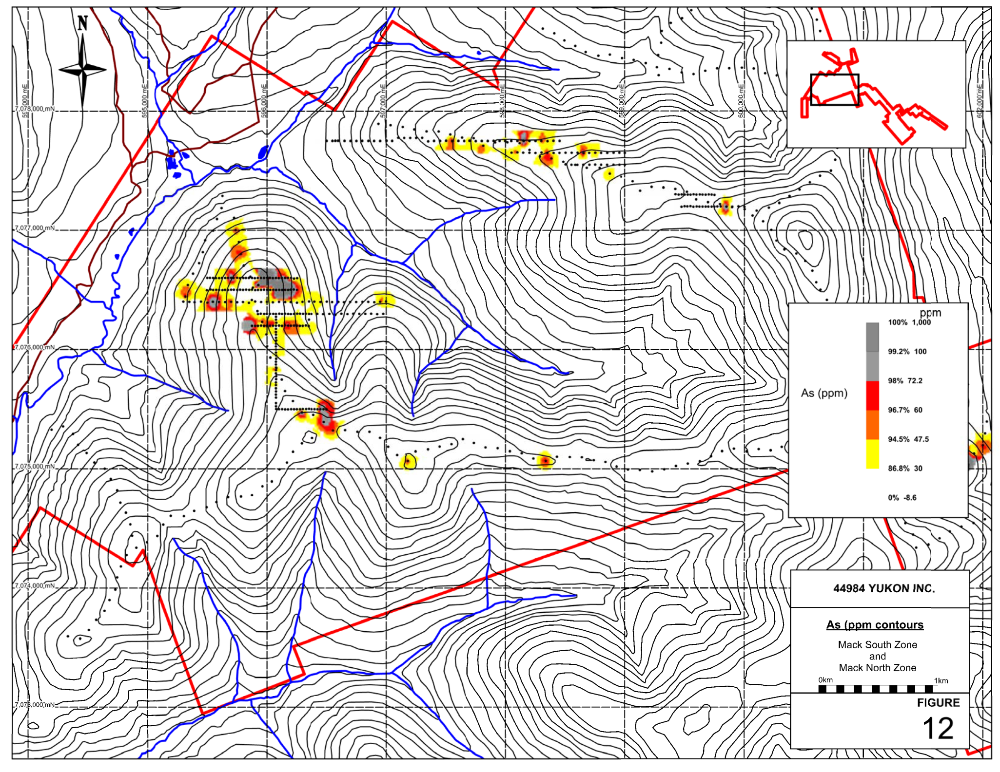 N
595,000 mE
596,000 mE
597,000 mE
598,000 mE
599,000 mE
600,000 mE
602,000 mE
7,078,000 mN
7,077,000 mN
7,076,000 mN
7,075,000 mN
7,074,000 mN
7,073,000 mN
ppm
100% 1,000
99.2% 100
98% 72.2
As (ppm)
96.7% 60
94.5% 47.5
86.8% 30
0% -8.6
44984 YUKON INC.
As (ppm contours
Mack South Zone
and
Mack North Zone
0km 1km
FIGURE
12